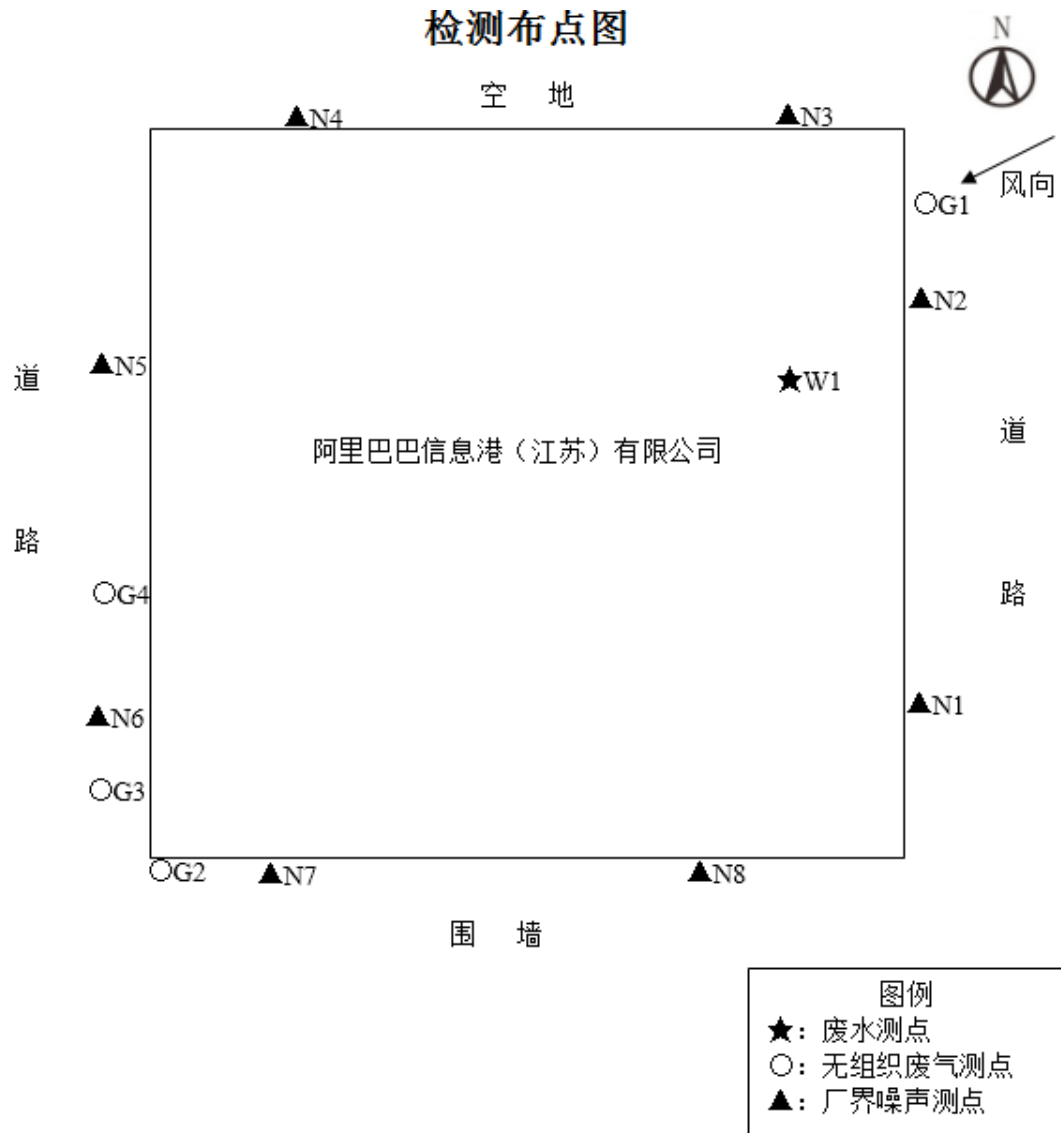 检测布点图
N
空 地
N4
N3
风向
G1
N2
N5
道
W1
道
阿里巴巴信息港（江苏）有限公司
路
G4
路
N6
N1
G3
G2
N7
N8
围 墙
图例
★：废水测点
○：无组织废气测点
▲：厂界噪声测点